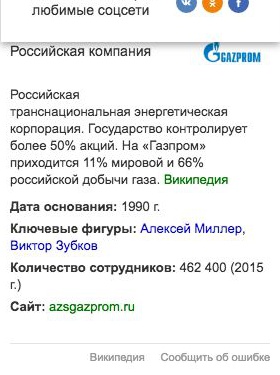 любимые соцсети
Российская компания
GAZPROM
Российская
транснациональная энергетическая
корпорация. Государство контролирует
более 50% акций. На «Газпром»
приходится 11% мировой и 66%
российской добычи газа. Википедия
Дата основания: 1990 г.
Ключевые фигуры: Алексей Миллер,
Виктор Зубков
Количество сотрудников: 462 400 (2015
г.)
Сайт: azsgazprom.ru
Википедия Сообщить об ошибке